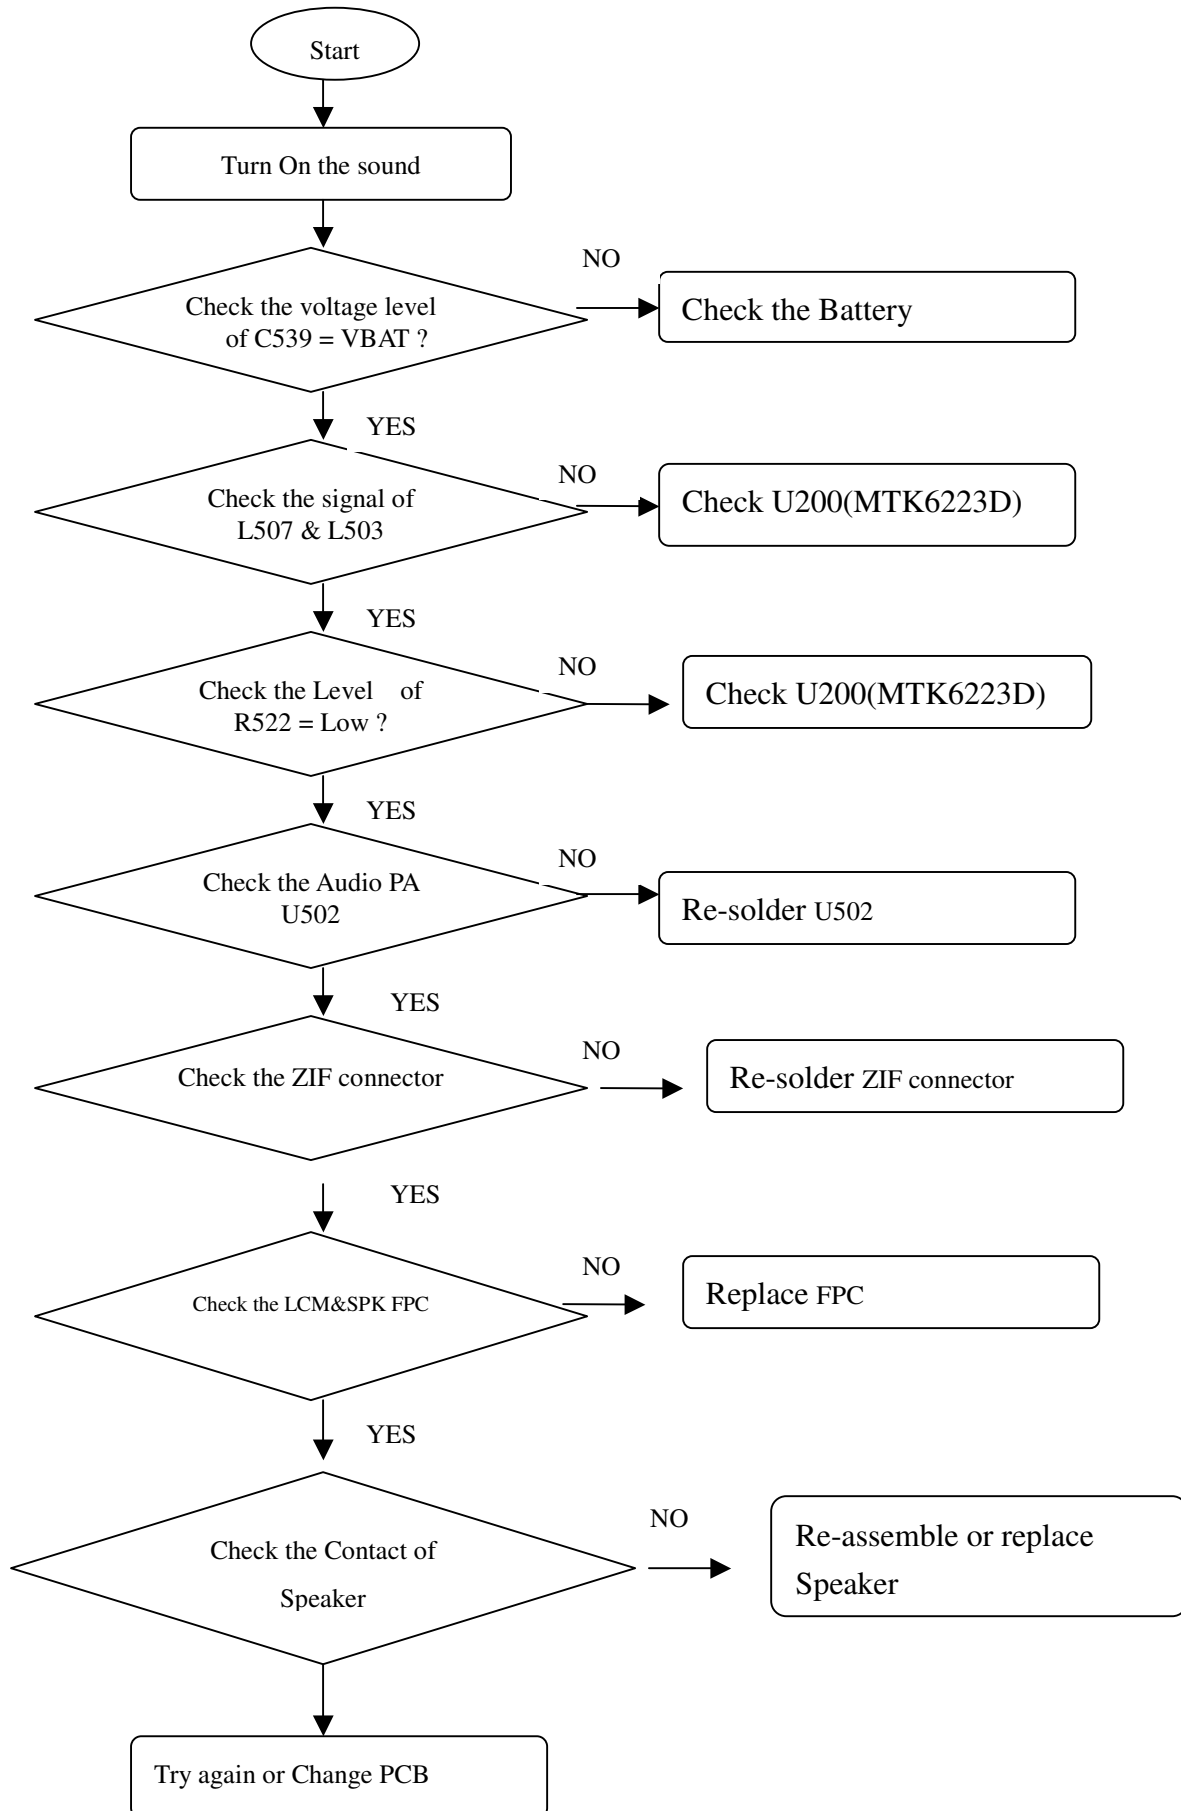 Start
Turn On the sound
NO
Check the voltage level
of C539 = VBAT ?
Check the Battery
YES
NO
Check the signal of
L507 & L503
Check U200(MTK6223D)
YES
NO
Check the Level of
R522 = Low ?
Check U200(MTK6223D)
YES
NO
Check the Audio PA
U502
Re-solder U502
YES
NO
Check the ZIF connector
Re-solder ZIF connector
YES
NO
Check the LCM&SPK FPC
Replace FPC
YES
NO
Check the Contact of
Speaker
Re-assemble or replace
Speaker
Try again or Change PCB